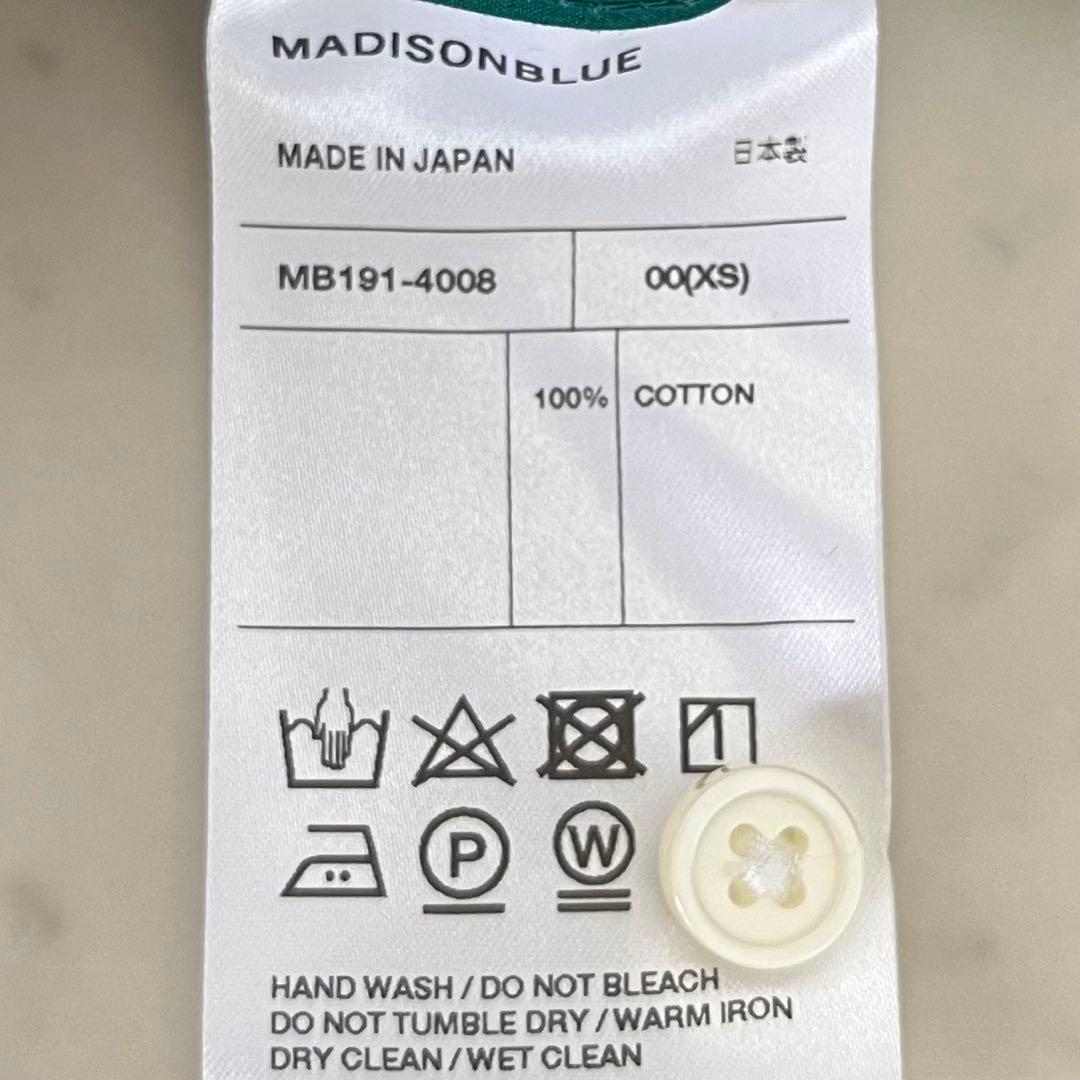 MADISONBLUE
MADE IN JAPAN 日本製
MB191-4008 00(XS)
100% COTTON
P W
HAND WASH / DO NOT BLEACH
DO NOT TUMBLE DRY / WARM IRON
DRY CLEAN / WET CLEAN